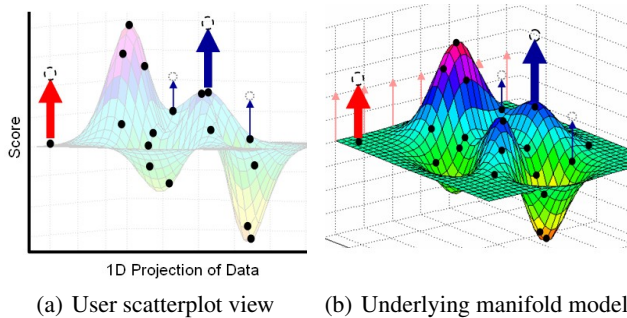 Score
1D Projection of Data
(a) User scatterplot view
(b) Underlying manifold model